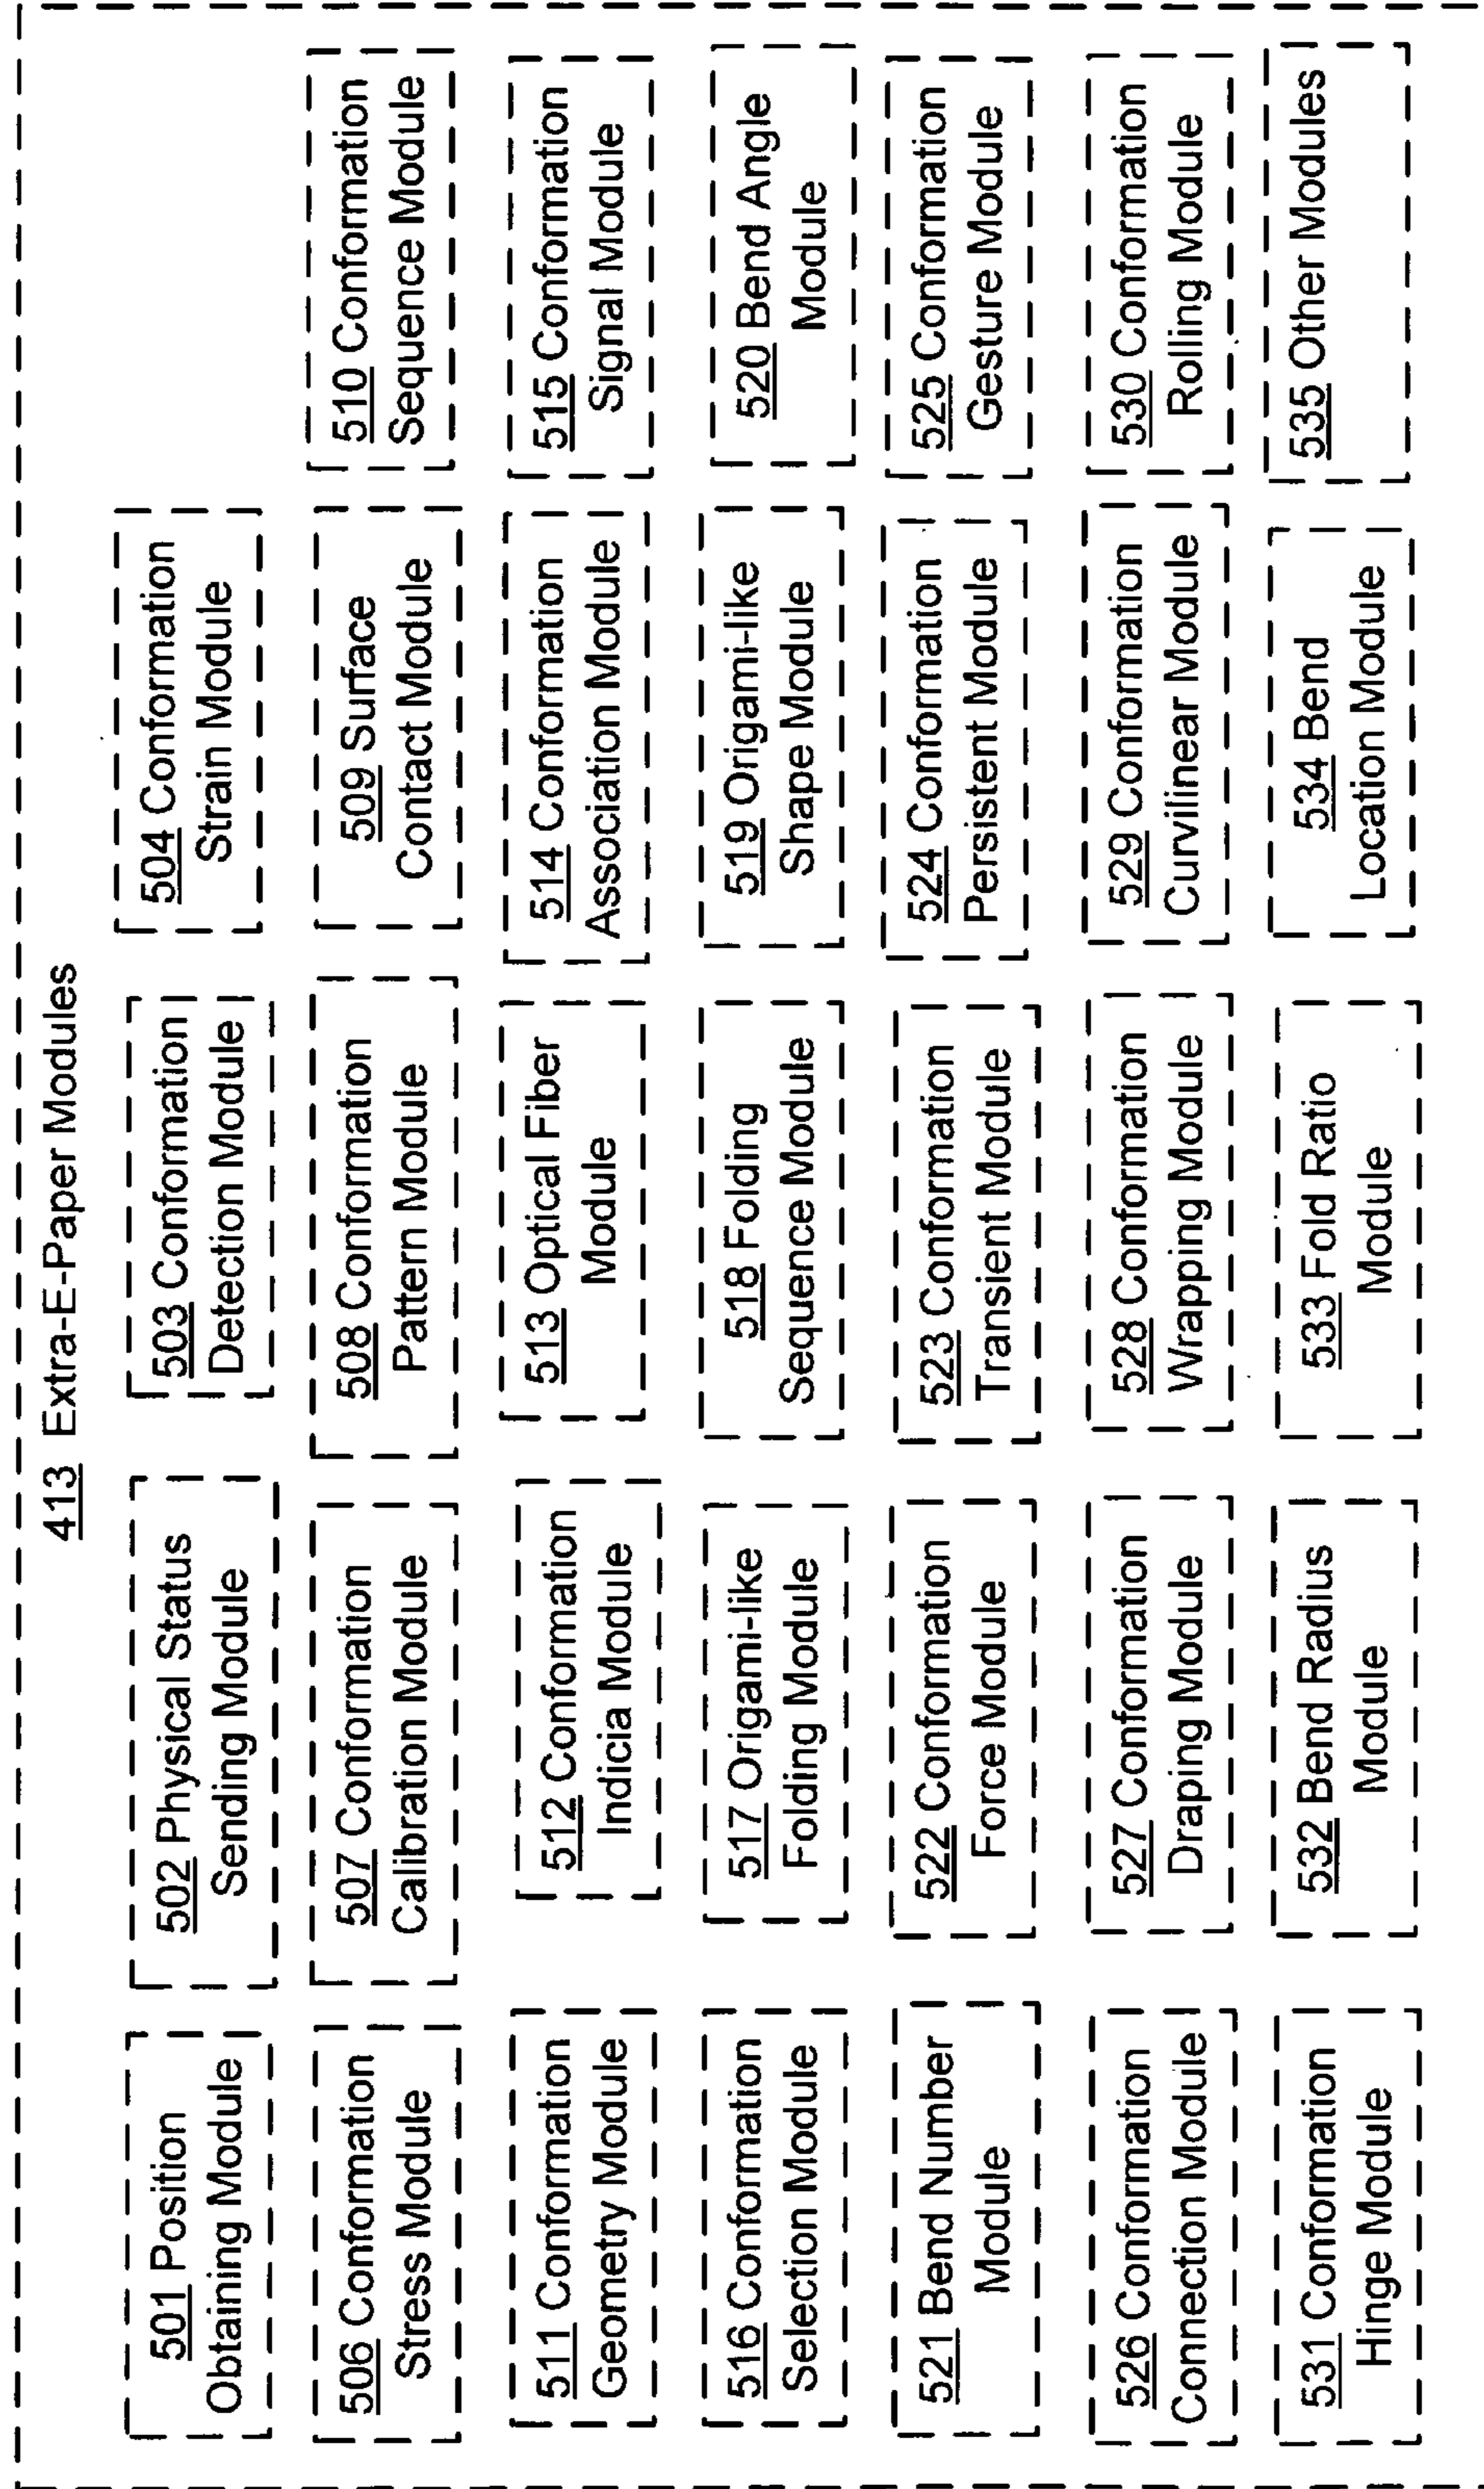 413 Extra-E-Paper Modules
501 Position
Obtaining Module
502 Physical Status
Sending Module
503 Conformation
Detection Module
504 Conformation
Strain Module
506 Conformation
Stress Module
507 Conformation
Calibration Module
508 Conformation
Pattern Module
509 Surface
Contact Module
510 Conformation
Sequence Module
511 Conformation
Geometry Module
512 Conformation
Indicia Module
513 Optical Fiber
Module
514 Conformation
Association Module
515 Conformation
Signal Module
516 Conformation
Selection Module
517 Origami-like
Folding Module
518 Folding
Sequence Module
519 Origami-like
Shape Module
520 Bend Angle
Module
521 Bend Number
Module
522 Conformation
Force Module
523 Conformation
Transient Module
524 Conformation
Persistent Module
525 Conformation
Gesture Module
526 Conformation
Connection Module
527 Conformation
Draping Module
528 Conformation
Wrapping Module
529 Conformation
Curvilinear Module
530 Conformation
Rolling Module
531 Conformation
Hinge Module
532 Bend Radius
Module
533 Fold Ratio
Module
534 Bend
Location Module
535 Other Modules